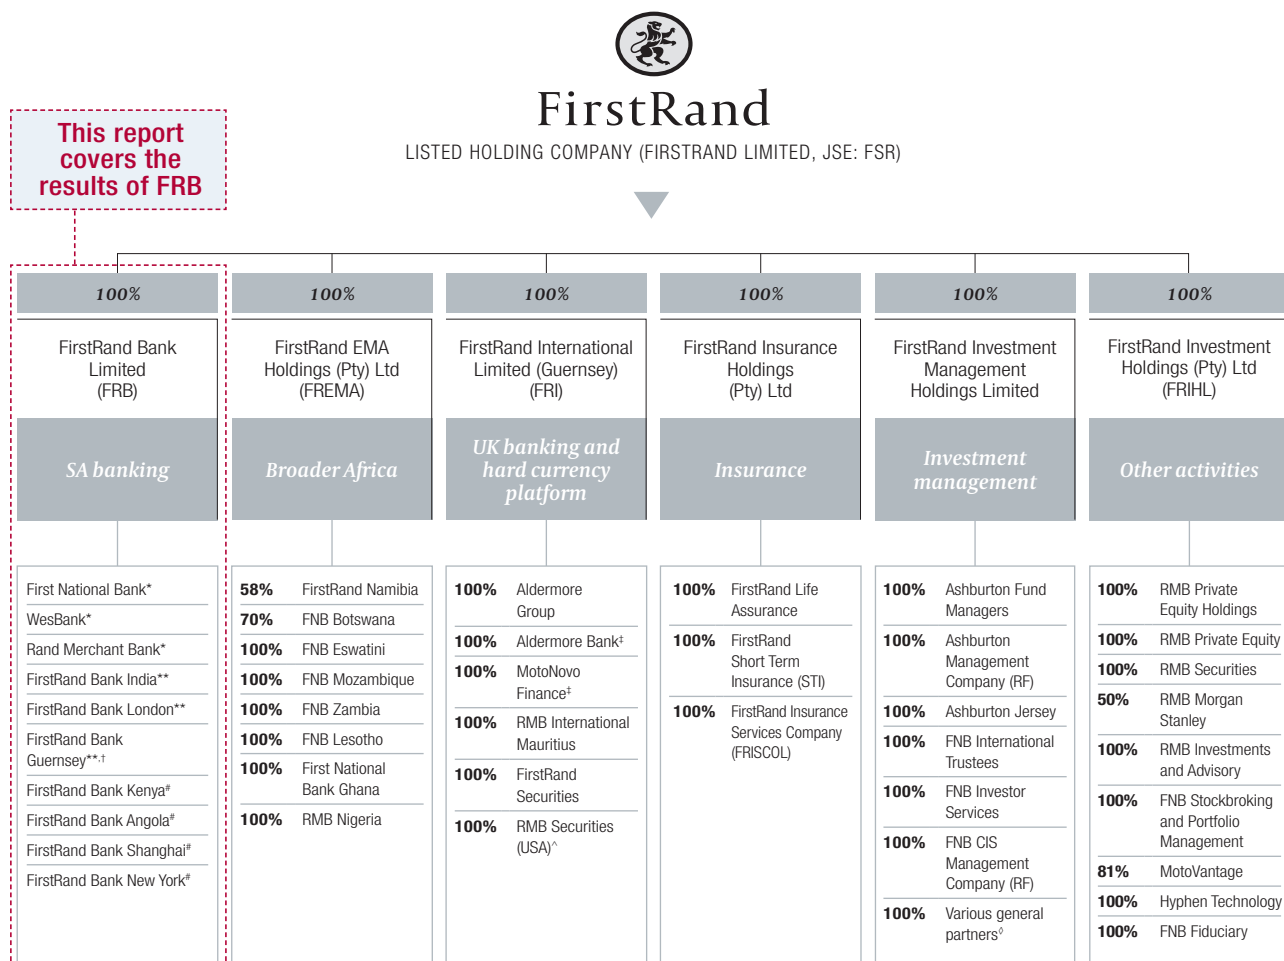 FirstRand
LISTED HOLDING COMPANY (FIRSTRAND LIMITED, JSE: FSR)
This report
covers the
results of FRB
100%
FirstRand Bank
Limited
(FRB)
SA banking
First National Bank*
WesBank*
Rand Merchant Bank*
FirstRand Bank India**
FirstRand Bank London**
FirstRand Bank
Guernsey**,†
FirstRand Bank Kenya#
FirstRand Bank Angola#
FirstRand Bank Shanghai#
FirstRand Bank New York#
100%
FirstRand EMA
Holdings (Pty) Ltd
(FREMA)
Broader Africa
58% FirstRand Namibia
70% FNB Botswana
100% FNB Eswatini
100% FNB Mozambique
100% FNB Zambia
100% FNB Lesotho
100% First National
Bank Ghana
100% RMB Nigeria
100%
FirstRand International
Limited (Guernsey)
(FRI)
UK banking and
hard currency
platform
100% Aldermore
Group
100% Aldermore Bank‡
100% MotoNovo
Finance‡
100% RMB International
Mauritius
100% FirstRand
Securities
100% RMB Securities
(USA)^
100%
FirstRand Insurance
Holdings
(Pty) Ltd
Insurance
100% FirstRand Life
Assurance
100% FirstRand
Short Term
Insurance (STI)
100% FirstRand Insurance
Services Company
(FRISCOL)
100%
FirstRand Investment
Management
Holdings Limited
Investment
management
100% Ashburton Fund
Managers
100% Ashburton
Management
Company (RF)
100% Ashburton Jersey
100% FNB International
Trustees
100% FNB Investor
Services
100% FNB CIS
Management
Company (RF)
100% Various general
partners◊
100%
FirstRand Investment
Holdings (Pty) Ltd
(FRIHL)
Other activities
100% RMB Private
Equity Holdings
100% RMB Private Equity
100% RMB Securities
50% RMB Morgan
Stanley
100% RMB Investments
and Advisory
100% FNB Stockbroking
and Portfolio
Management
81% MotoVantage
100% Hyphen Technology
100% FNB Fiduciary